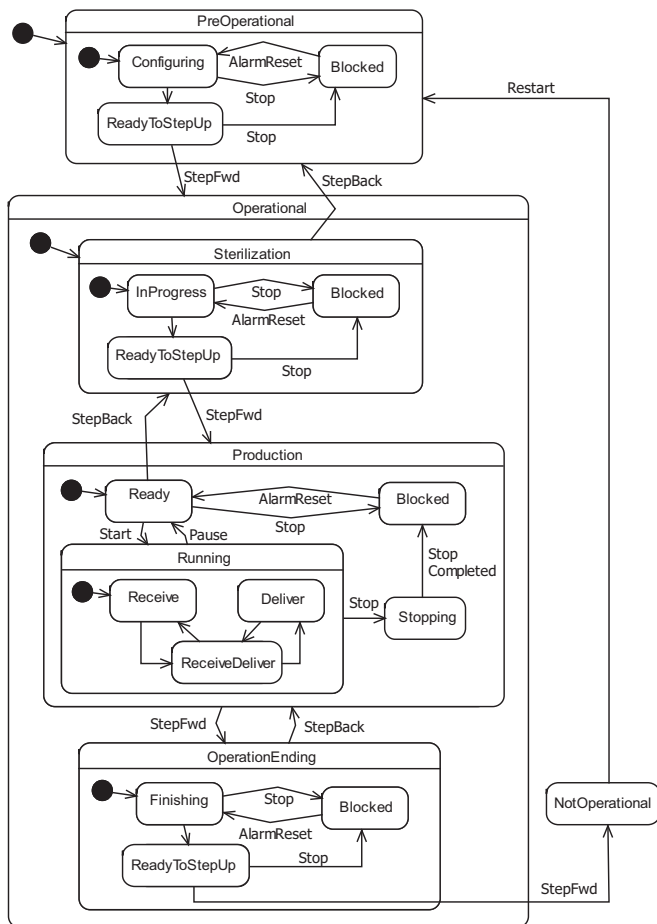 PreOperational
Configuring
AlarmReset
Blocked
Stop
ReadyToStepUp
Stop
Restart
StepFwd
StepBack
Operational
Sterilization
InProgress
Stop
Blocked
AlarmReset
ReadyToStepUp
Stop
StepBack
StepFwd
Production
Ready
AlarmReset
Blocked
Stop
Start
Pause
Stop
Completed
Running
Receive
Deliver
Stop
Stopping
ReceiveDeliver
StepFwd
StepBack
OperationEnding
Finishing
Stop
Blocked
NotOperational
AlarmReset
ReadyToStepUp
Stop
StepFwd